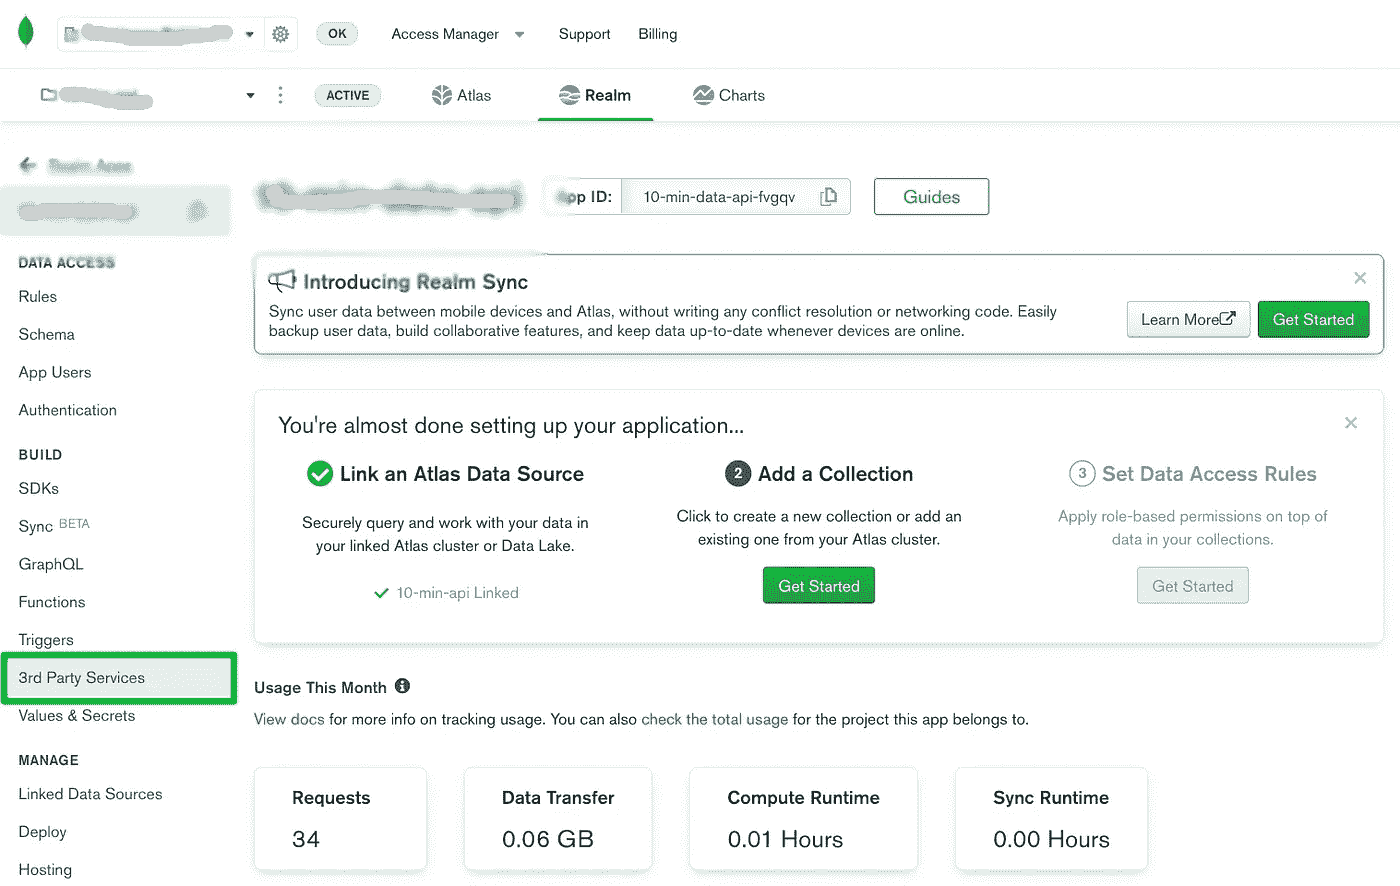 OK Access Manager Support Billing
ACTIVE Atlas Realm Charts
App ID: 10-min-data-api-fvgqv Guides
DATA ACCESS
Rules
Schema
App Users
Authentication
BUILD
SDKs
Sync BETA
GraphQL
Functions
Triggers
3rd Party Services
Values & Secrets
MANAGE
Linked Data Sources
Deploy
Hosting
Introducing Realm Sync
Sync user data between mobile devices and Atlas, without writing any conflict resolution or networking code. Easily
backup user data, build collaborative features, and keep data up-to-date whenever devices are online.
Learn More Get Started
You're almost done setting up your application...
Link an Atlas Data Source
Securely query and work with your data in
your linked Atlas cluster or Data Lake.
10-min-api Linked
2 Add a Collection
Click to create a new collection or add an
existing one from your Atlas cluster.
Get Started
3 Set Data Access Rules
Apply role-based permissions on top of
data in your collections.
Get Started
Usage This Month
View docs for more info on tracking usage. You can also check the total usage for the project this app belongs to.
Requests
34
Data Transfer
0.06 GB
Compute Runtime
0.01 Hours
Sync Runtime
0.00 Hours